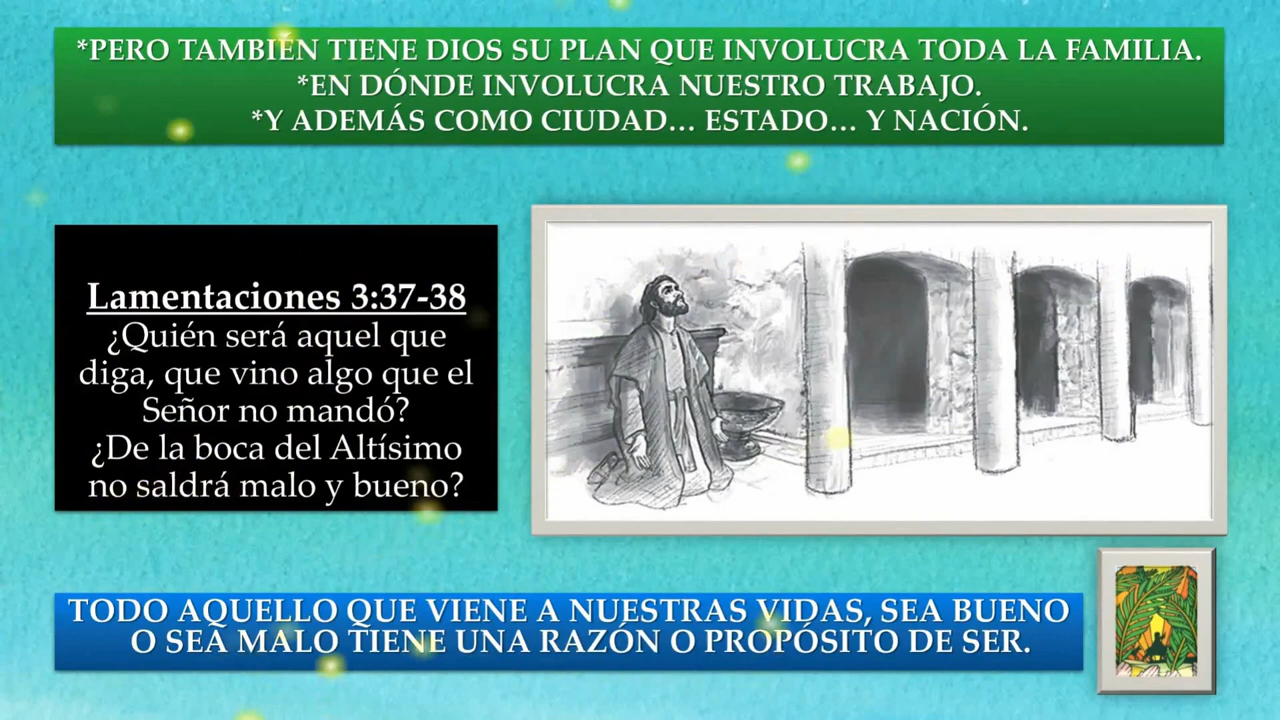 *PERO TAMBIÉN TIENE DIOS SU PLAN QUE INVOLUCRA TODA LA FAMILIA.
*EN DÓNDE INVOLUCRA NUESTRO TRABAJO.
*Y ADEMÁS COMO CIUDAD... ESTADO... Y NACIÓN.
Lamentaciones 3:37-38
¿Quién será aquel que
diga, que vino algo que el
Señor no mandó?
¿De la boca del Altísimo
no saldrá malo y bueno?
TODO AQUELLO QUE VIENE A NUESTRAS VIDAS, SEA BUENO
O SEA MALO TIENE UNA RAZÓN O PROPÓSITO DE SER.